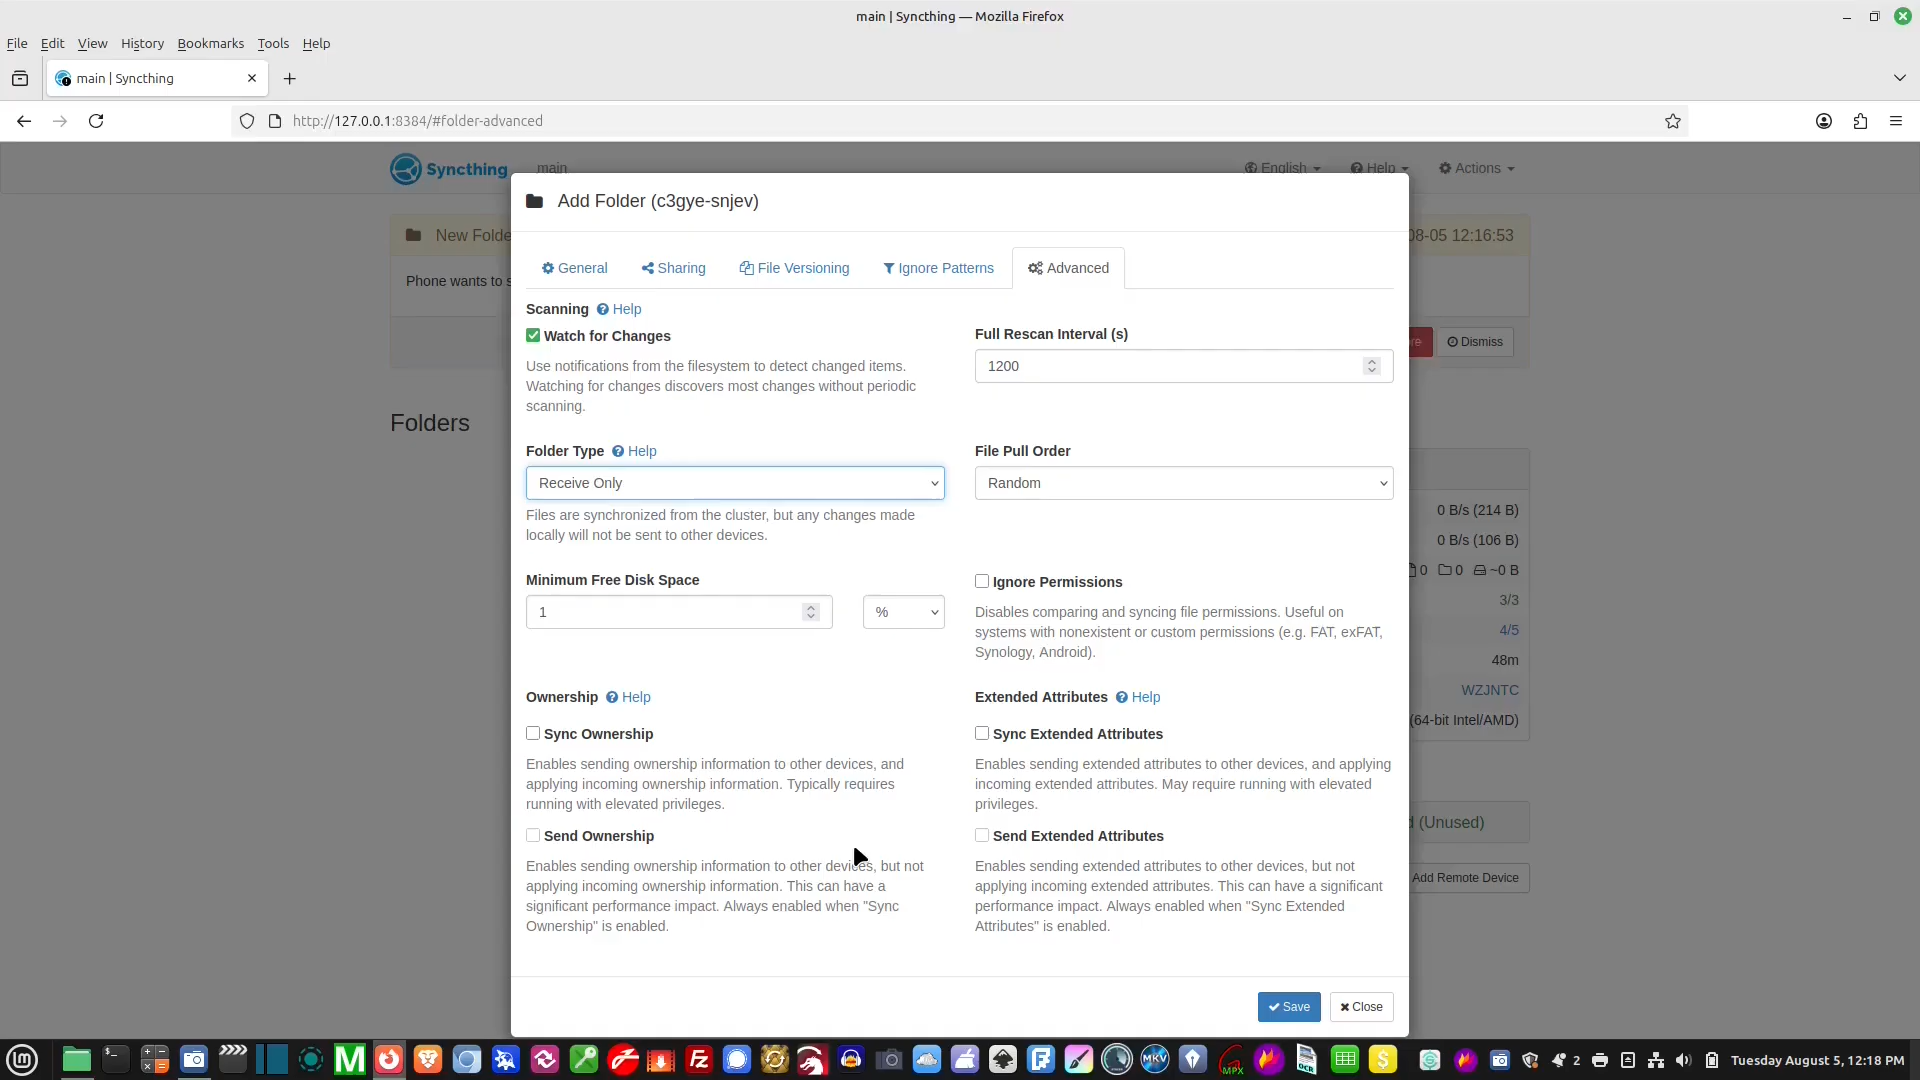 main | Syncthing — Mozilla Firefox
File Edit View History Bookmarks Tools Help
main | Syncthing
http://127.0.0.1:8384/#folder-advanced
Syncthing main English Help Actions
Add Folder (c3gye-snjev)
New Folde
08-05 12:16:53
General Sharing File Versioning Ignore Patterns Advanced
Phone wants to s
Scanning Help
Watch for Changes
Full Rescan Interval (s)
re Dismiss
Use notifications from the filesystem to detect changed items.
Watching for changes discovers most changes without periodic
scanning.
1200
Folders
Folder Type Help
File Pull Order
Receive Only
Random
Files are synchronized from the cluster, but any changes made
locally will not be sent to other devices.
0 B/s (214 B)
0 B/s (106 B)
0 0 ~0 B
3/3
4/5
48m
WZJNTC
(64-bit Intel/AMD)
Minimum Free Disk Space
1 %
Ignore Permissions
Disables comparing and syncing file permissions. Useful on
systems with nonexistent or custom permissions (e.g. FAT, exFAT,
Synology, Android).
Ownership Help
Extended Attributes Help
Sync Ownership
Enables sending ownership information to other devices, and
applying incoming ownership information. Typically requires
running with elevated privileges.
Sync Extended Attributes
Enables sending extended attributes to other devices, and applying
incoming extended attributes. May require running with elevated
privileges.
Send Ownership
Enables sending ownership information to other devices, but not
applying incoming ownership information. This can have a
significant performance impact. Always enabled when "Sync
Ownership" is enabled.
Send Extended Attributes
Enables sending extended attributes to other devices, but not
applying incoming extended attributes. This can have a significant
performance impact. Always enabled when "Sync Extended
Attributes" is enabled.
d (Unused)
Add Remote Device
Save Close
2 Tuesday August 5, 12:18 PM